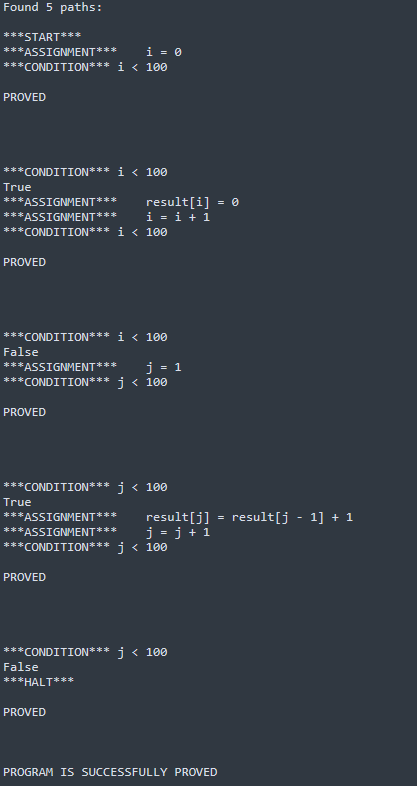 Found 5 paths:
***START***
***ASSIGNMENT***    i = 0
***CONDITION*** i < 100
PROVED
***CONDITION*** i < 100
True
***ASSIGNMENT***    result[i] = 0
***ASSIGNMENT***    i = i + 1
***CONDITION*** i < 100
PROVED
***CONDITION*** i < 100
False
***ASSIGNMENT***    j = 1
***CONDITION*** j < 100
PROVED
***CONDITION*** j < 100
True
***ASSIGNMENT***    result[j] = result[j - 1] + 1
***ASSIGNMENT***    j = j + 1
***CONDITION*** j < 100
PROVED
***CONDITION*** j < 100
False
***HALT***
PROVED
PROGRAM IS SUCCESSFULLY PROVED